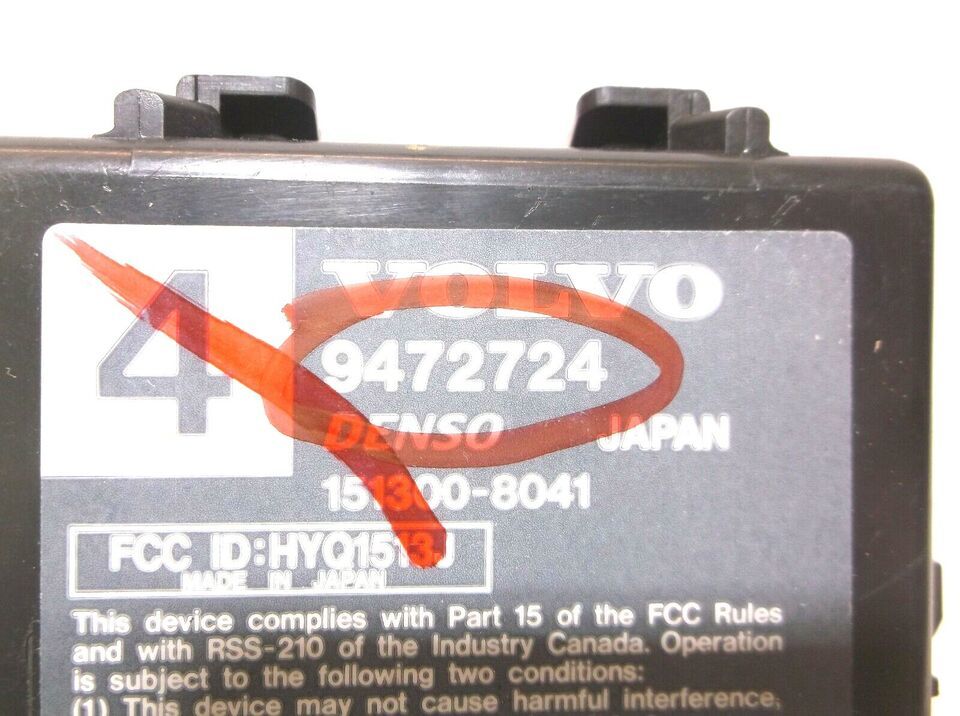 4
VOLVO
9472724
DENSO JAPAN
151300-8041
FCC ID:HYQ1513J
MADE IN JAPAN
This device complies with Part 15 of the FCC Rules
and with RSS-210 of the Industry Canada. Operation
is subject to the following two conditions:
(1) This device may not cause harmful interference,